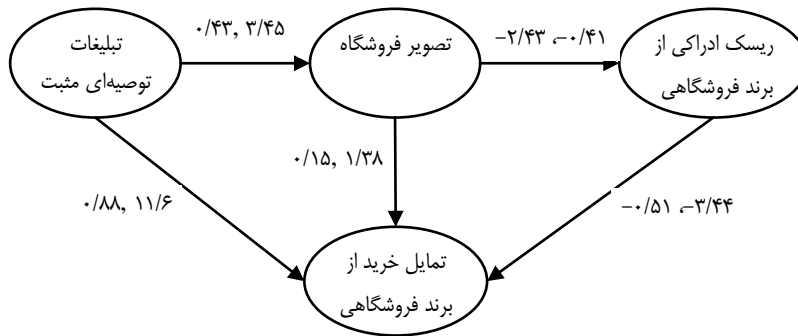 تبلیغات
توصیه‌ای مثبت
۰/۴۳, ۳/۴۵
تصویر فروشگاه
-۲/۴۳ ،-۰/۴۱
ریسک ادراکی از
برند فروشگاهی
۰/۱۵, ۱/۳۸
۰/۸۸, ۱۱/۶
-۰/۵۱ ،-۳/۴۴
تمایل خرید از
برند فروشگاهی